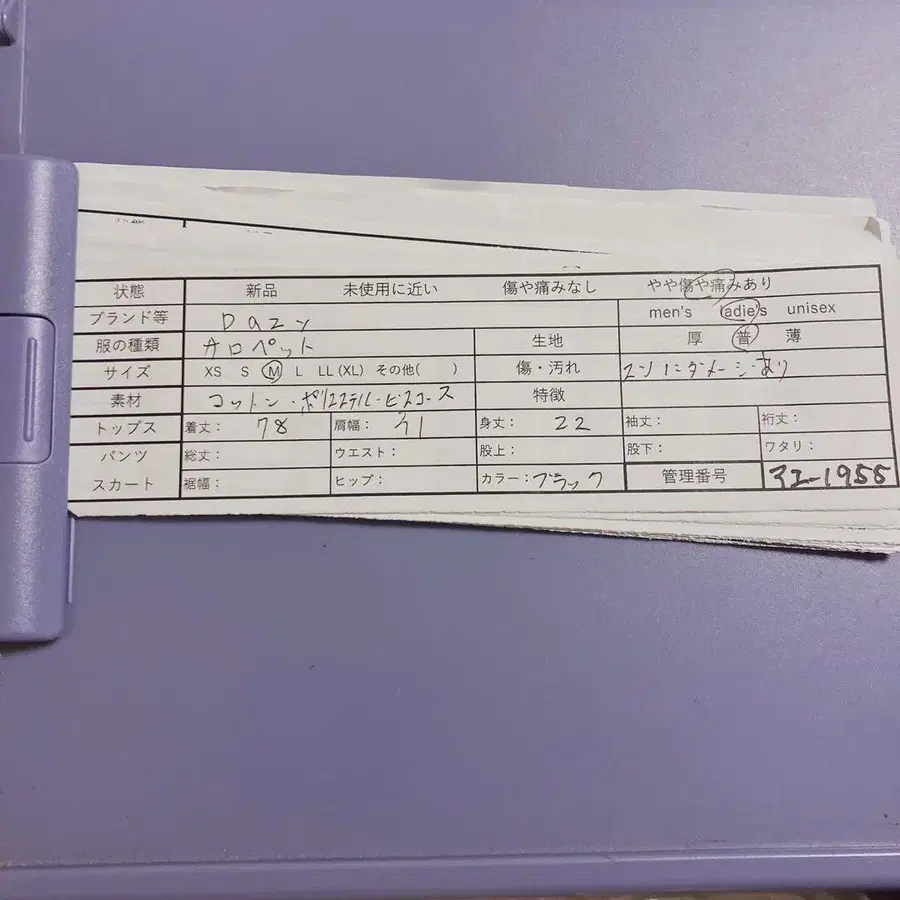 状態 新品 未使用に近い 傷や痛みなし やや傷や痛みあり
ブランド等 Dazy men's ladie's unisex
服の種類 サロペット 生地 厚 普 薄
サイズ XS S M L LL (XL) その他( ) 傷・汚れ ダメージあり
素材 コットン・ポリエステル・ビスコース 特徴
トップス 着丈: 78 肩幅: 31 身丈: 22 袖丈: 裄丈:
パンツ 総丈: ウエスト: 股上: 股下: ワタリ:
スカート 裾幅: ヒップ: カラー:ブラック 管理番号 -1955